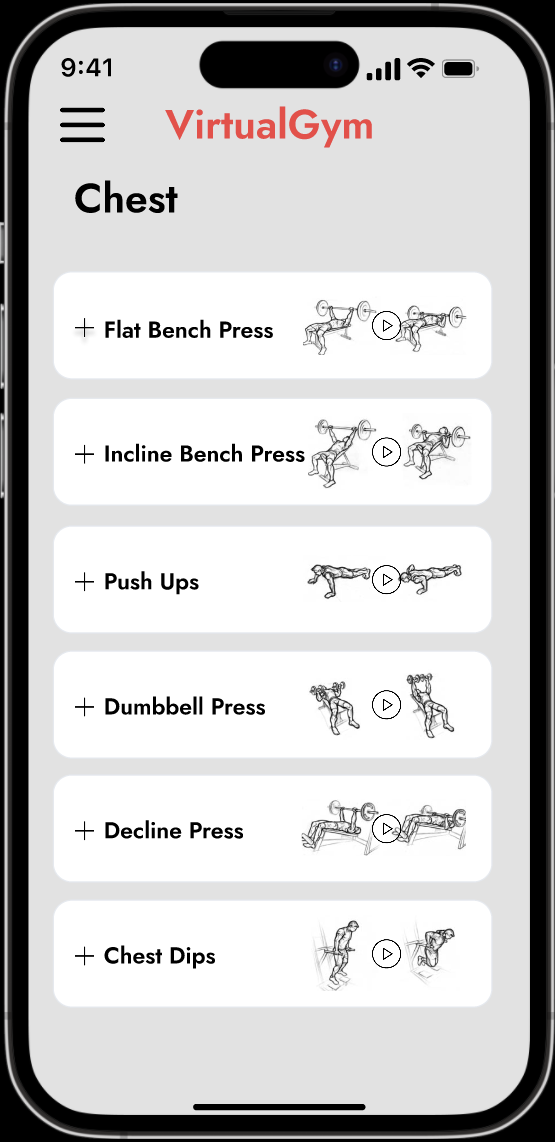 9:41
VirtualGym
Chest
Flat Bench Press
Incline Bench Press
Push Ups
Dumbbell Press
Decline Press
Chest Dips